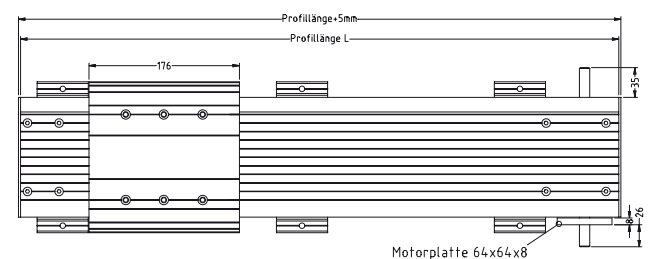 Profillänge+5mm
Profillänge L
176
35
26
8
Motorplatte 64x64x8